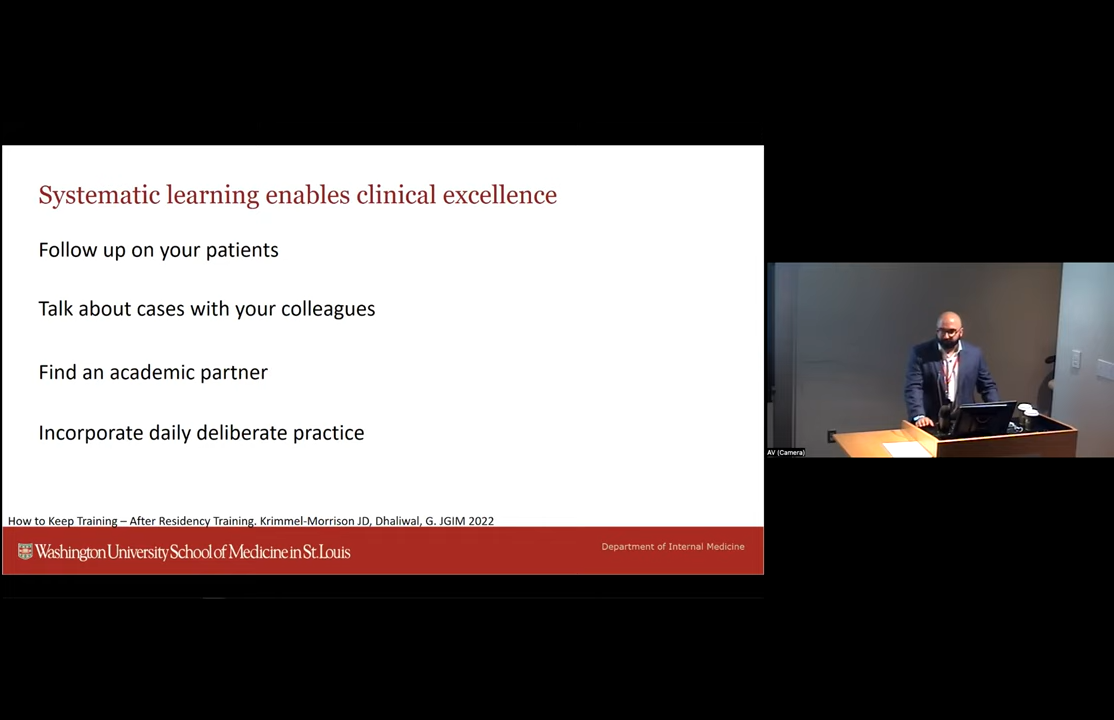 Systematic learning enables clinical excellence
Follow up on your patients
Talk about cases with your colleagues
Find an academic partner
Incorporate daily deliberate practice
How to Keep Training – After Residency Training. Krimmel-Morrison JD, Dhaliwal, G. JGIM 2022
Washington University School of Medicine in St. Louis
Department of Internal Medicine
AV (Camera)